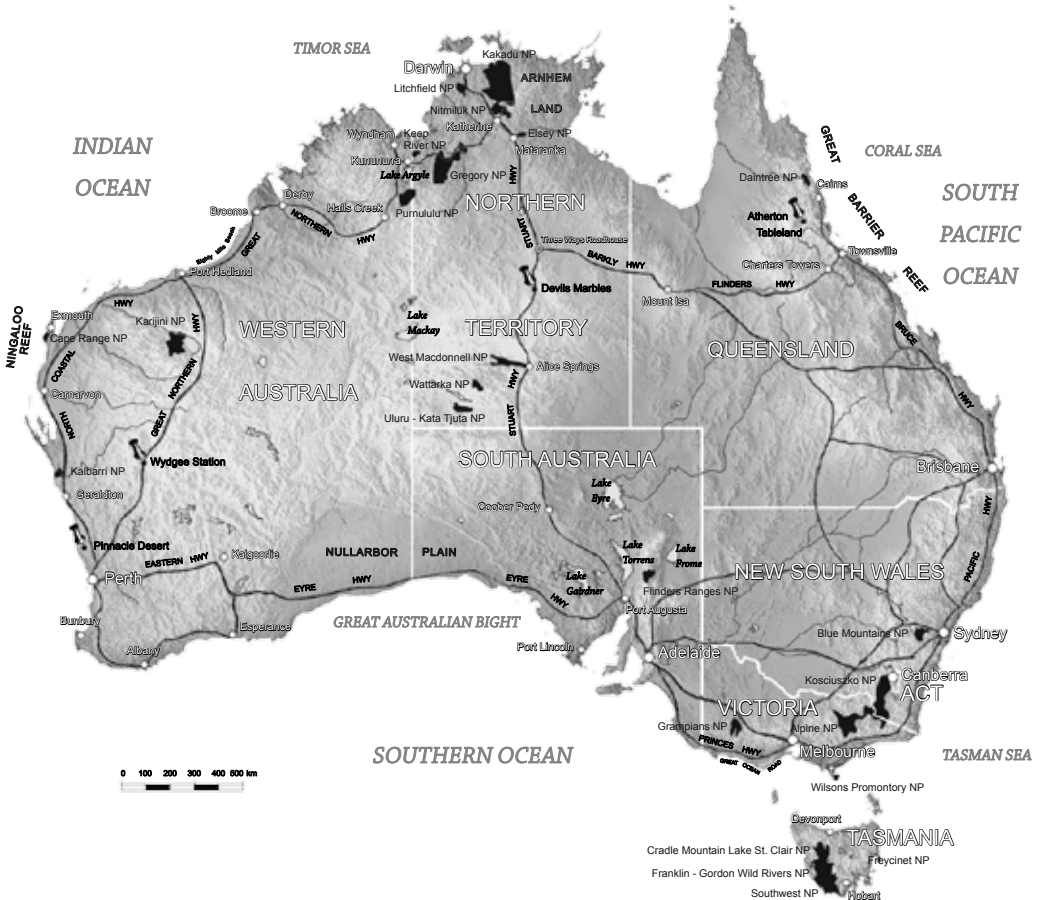 TIMOR SEA
Kakadu NP
Darwin
ARNHEM
LAND
Litchfield NP
Nitmiluk NP
Katherine
Elsey NP
Mataranka
INDIAN
OCEAN
Wyndham
Keep
River NP
Kununurra
Lake Argyle
Gregory NP
Purnululu NP
Halls Creek
Derby
Broome
GREAT
NORTHERN
HWY
Eighty Mile Beach
Port Hedland
NORTHERN
TERRITORY
STUART
HWY
Three Ways Roadhouse
BARKLY HWY
Devils Marbles
Mount Isa
FLINDERS HWY
GREAT
BARRIER
REEF
CORAL SEA
SOUTH
PACIFIC
OCEAN
Daintree NP
Cairns
Atherton
Tableland
Townsville
Charters Towers
BRUCE
HWY
QUEENSLAND
Brisbane
NINGALOO
REEF
Exmouth
Cape Range NP
Karijini NP
HWY
COASTAL
NORTH
Carnarvon
GREAT
NORTHERN
HWY
WESTERN
AUSTRALIA
Lake
Mackay
West Macdonnell NP
Alice Springs
Wattarka NP
Uluru - Kata Tjuta NP
STUART
HWY
Wydgee Station
Kalbarri NP
Geraldton
Pinnacle Desert
Perth
EASTERN HWY
Kalgoorlie
Bunbury
Albany
Esperance
NULLARBOR PLAIN
EYRE HWY
EYRE
HWY
GREAT AUSTRALIAN BIGHT
SOUTH AUSTRALIA
Coober Pedy
Lake
Eyre
Lake
Torrens
Lake
Frome
Lake
Gairdner
Flinders Ranges NP
Port Augusta
Port Lincoln
Adelaide
NEW SOUTH WALES
PACIFIC
HWY
Blue Mountains NP
Sydney
Kosciuszko NP
Canberra
ACT
VICTORIA
Grampians NP
Alpine NP
PRINCES HWY
GREAT OCEAN ROAD
Melbourne
Wilsons Promontory NP
TASMAN SEA
SOUTHERN OCEAN
0 100 200 300 400 500 km
Devonport
TASMANIA
Cradle Mountain Lake St. Clair NP
Freycinet NP
Franklin - Gordon Wild Rivers NP
Southwest NP
Hobart